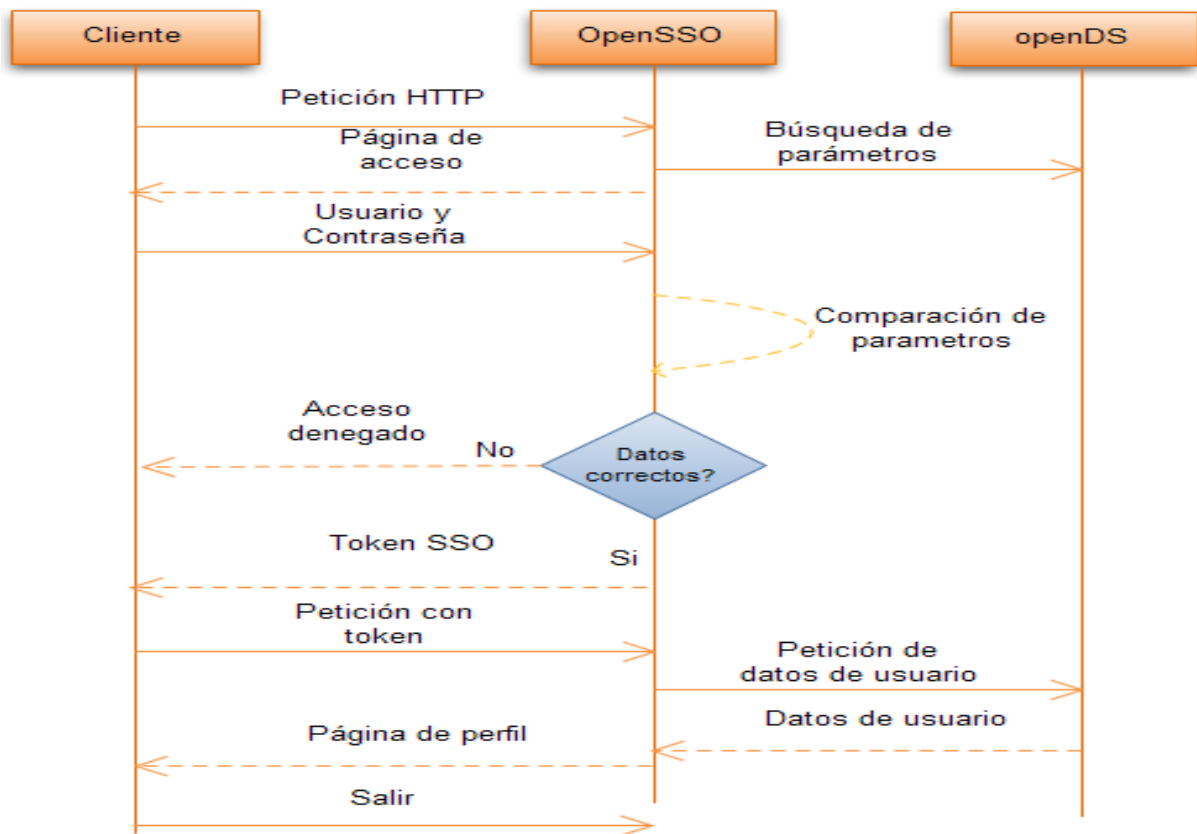 Cliente
OpenSSO
openDS
Petición HTTP
Página de
acceso
Búsqueda de
parámetros
Usuario y
Contraseña
Comparación de
parametros
Acceso
denegado
No
Datos
correctos?
Token SSO
Si
Petición con
token
Petición de
datos de usuario
Datos de usuario
Página de perfil
Salir